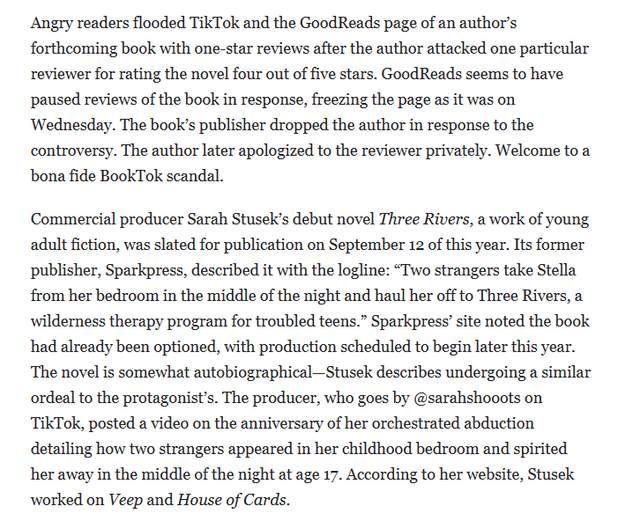 Angry readers flooded TikTok and the GoodReads page of an author’s
forthcoming book with one-star reviews after the author attacked one particular
reviewer for rating the novel four out of five stars. GoodReads seems to have
paused reviews of the book in response, freezing the page as it was on
Wednesday. The book’s publisher dropped the author in response to the
controversy. The author later apologized to the reviewer privately. Welcome to a
bona fide BookTok scandal.
Commercial producer Sarah Stusek’s debut novel Three Rivers, a work of young
adult fiction, was slated for publication on September 12 of this year. Its former
publisher, Sparkpress, described it with the logline: “Two strangers take Stella
from her bedroom in the middle of the night and haul her off to Three Rivers, a
wilderness therapy program for troubled teens.” Sparkpress’ site noted the book
had already been optioned, with production scheduled to begin later this year.
The novel is somewhat autobiographical—Stusek describes undergoing a similar
ordeal to the protagonist’s. The producer, who goes by @sarahshooots on
TikTok, posted a video on the anniversary of her orchestrated abduction
detailing how two strangers appeared in her childhood bedroom and spirited
her away in the middle of the night at age 17. According to her website, Stusek
worked on Veep and House of Cards.